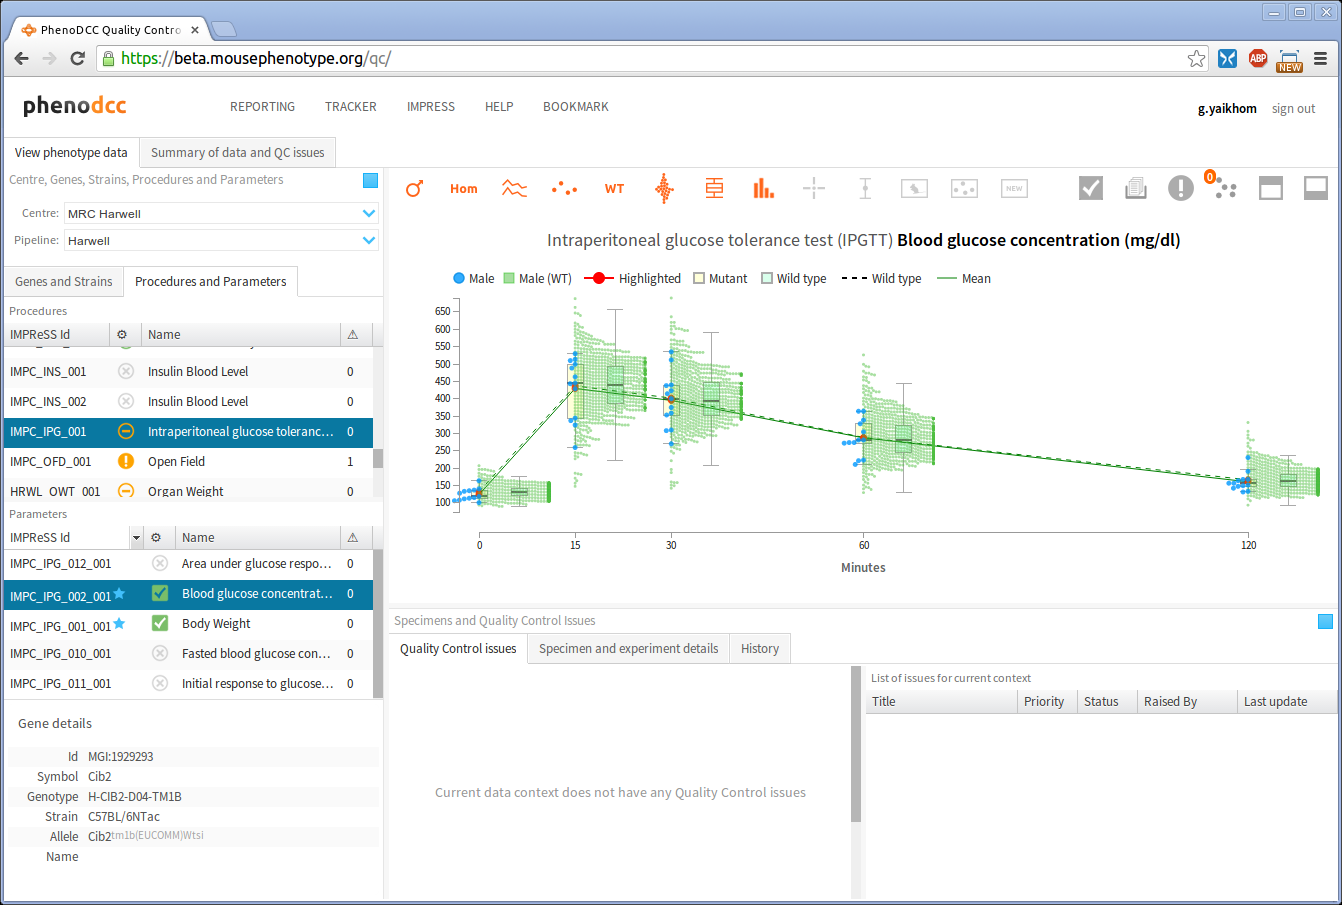 PhenoDCC Quality Contro
https://beta.mousephenotype.org/qc/
ABP
NEW
phenodcc
REPORTING TRACKER IMPRESS HELP BOOKMARK
g.yaikhom sign out
View phenotype data Summary of data and QC issues
Centre, Genes, Strains, Procedures and Parameters
Centre: MRC Harwell
Pipeline: Harwell
Genes and Strains Procedures and Parameters
Procedures
IMPReSS Id Name
IMPC_INS_001 Insulin Blood Level 0
IMPC_INS_002 Insulin Blood Level 0
IMPC_IPG_001 Intraperitoneal glucose toleranc... 0
IMPC_OFD_001 Open Field 1
HRWL_OWT_001 Organ Weight 0
Parameters
IMPReSS Id Name
IMPC_IPG_012_001 Area under glucose respo... 0
IMPC_IPG_002_001 Blood glucose concentrat... 0
IMPC_IPG_001_001 Body Weight 0
IMPC_IPG_010_001 Fasted blood glucose con... 0
IMPC_IPG_011_001 Initial response to glucose... 0
Gene details
Id MGI:1929293
Symbol Cib2
Genotype H-CIB2-D04-TM1B
Strain C57BL/6NTac
Allele Cib2tm1b(EUCOMM)Wtsi
Name
Hom WT NEW 0
Intraperitoneal glucose tolerance test (IPGTT) Blood glucose concentration (mg/dl)
Male Male (WT) Highlighted Mutant Wild type Wild type Mean
650
600
550
500
450
400
350
300
250
200
150
100
0 15 30 60 120
Minutes
Specimens and Quality Control Issues
Quality Control issues Specimen and experiment details History
Current data context does not have any Quality Control issues
List of issues for current context
Title Priority Status Raised By Last update